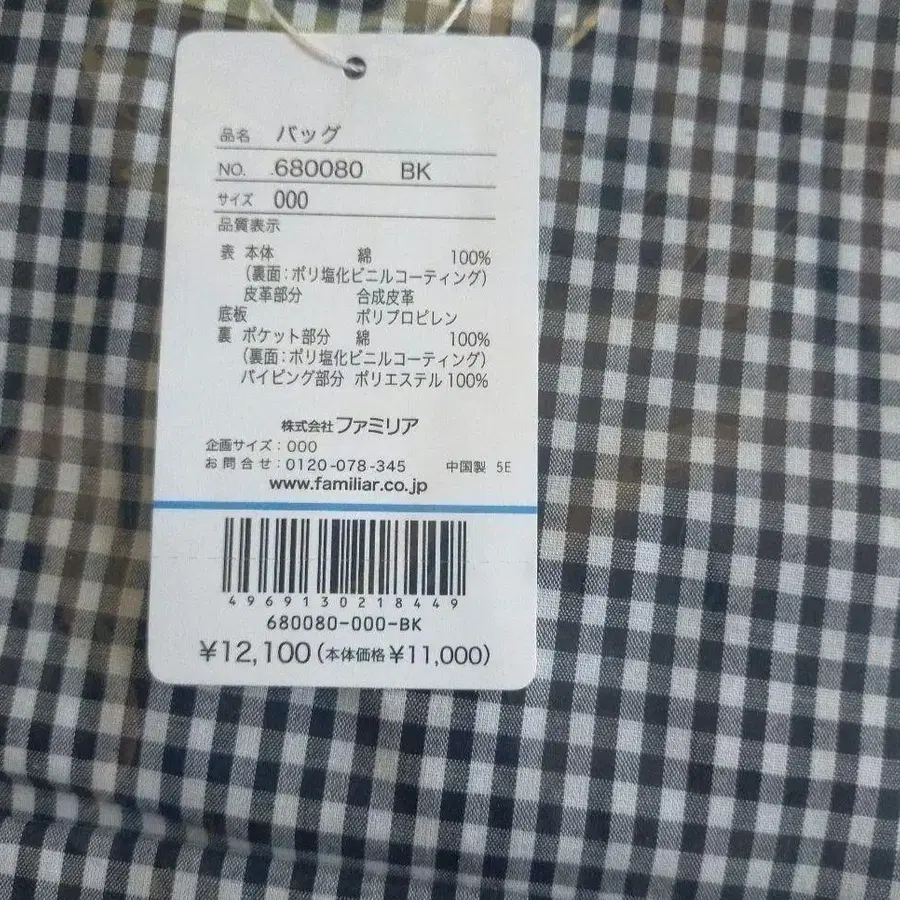 品名 バッグ
NO. 680080 BK
サイズ 000
品質表示
表 本体 綿 100%
(裏面:ポリ塩化ビニルコーティング)
皮革部分 合成皮革
底板 ポリプロピレン
裏 ポケット部分 綿 100%
(裏面:ポリ塩化ビニルコーティング)
パイピング部分 ポリエステル100%
株式会社ファミリア
企画サイズ:000
お問合せ:0120-078-345 中国製 5E
www.familiar.co.jp
4969130218449
680080-000-BK
¥12,100(本体価格¥11,000)